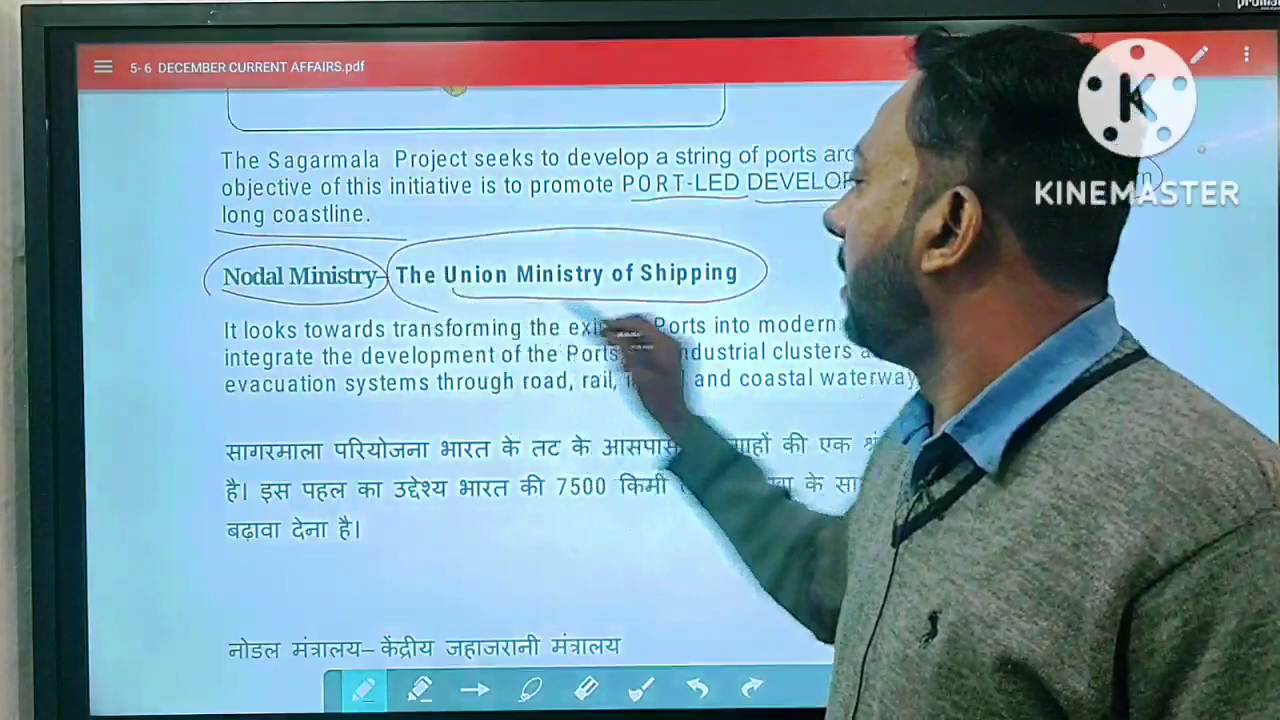 proma
5- 6 DECEMBER CURRENT AFFAIRS.pdf
K
KINEMASTER
The Sagarmala Project seeks to develop a string of ports
objective of this initiative is to promote PORT-LED
long coastline.
Nodal Ministry– The Union Ministry of Shipping
It looks towards transforming the Ports into modern
integrate the development of the Ports, industrial clusters
evacuation systems through road, rail, and coastal
सागरमाला परियोजना भारत के तट के आसपास की एक
है। इस पहल का उद्देश्य भारत की 7500 किमी के
बढ़ावा देना है।
नोडल मंत्रालय– केंद्रीय जहाजरानी मंत्रालय